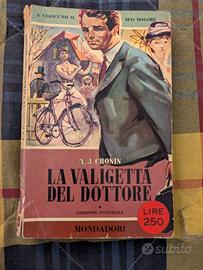 A CIASCUNO IL SUO DOLORE
A. J. CRONIN
LA VALIGETTA
DEL DOTTORE
EDIZIONE INTEGRALE
LIRE
250
MONDADORI
subito